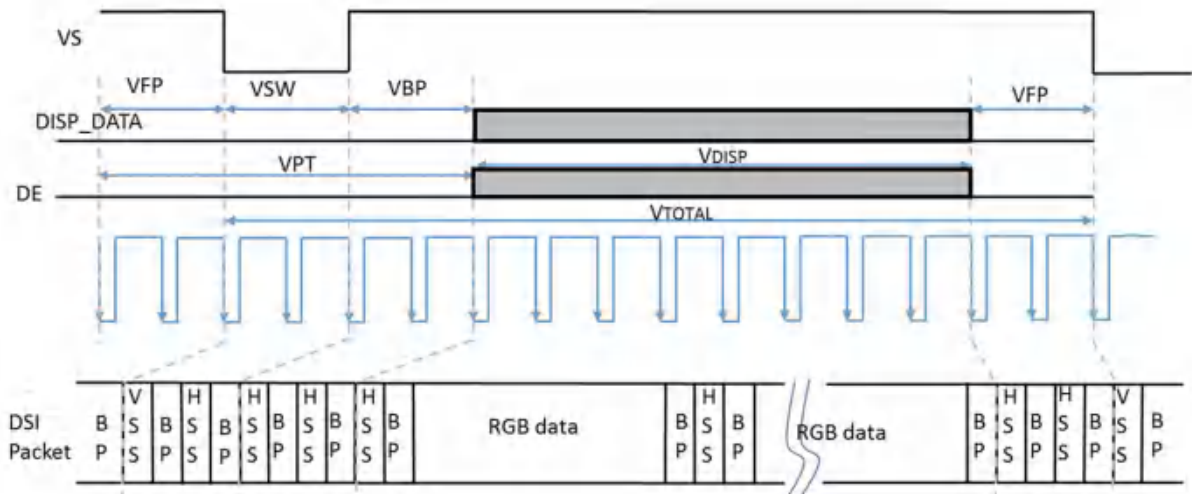 VS
VFP VSW VBP VFP
DISP_DATA
VPT VDISP
DE
VTOTAL
DSI Packet
BP VSS BP HSS BP HSS BP HSS BP HSS BP RGB data BP HSS BP RGB data BP HSS BP HSS BP VSS BP